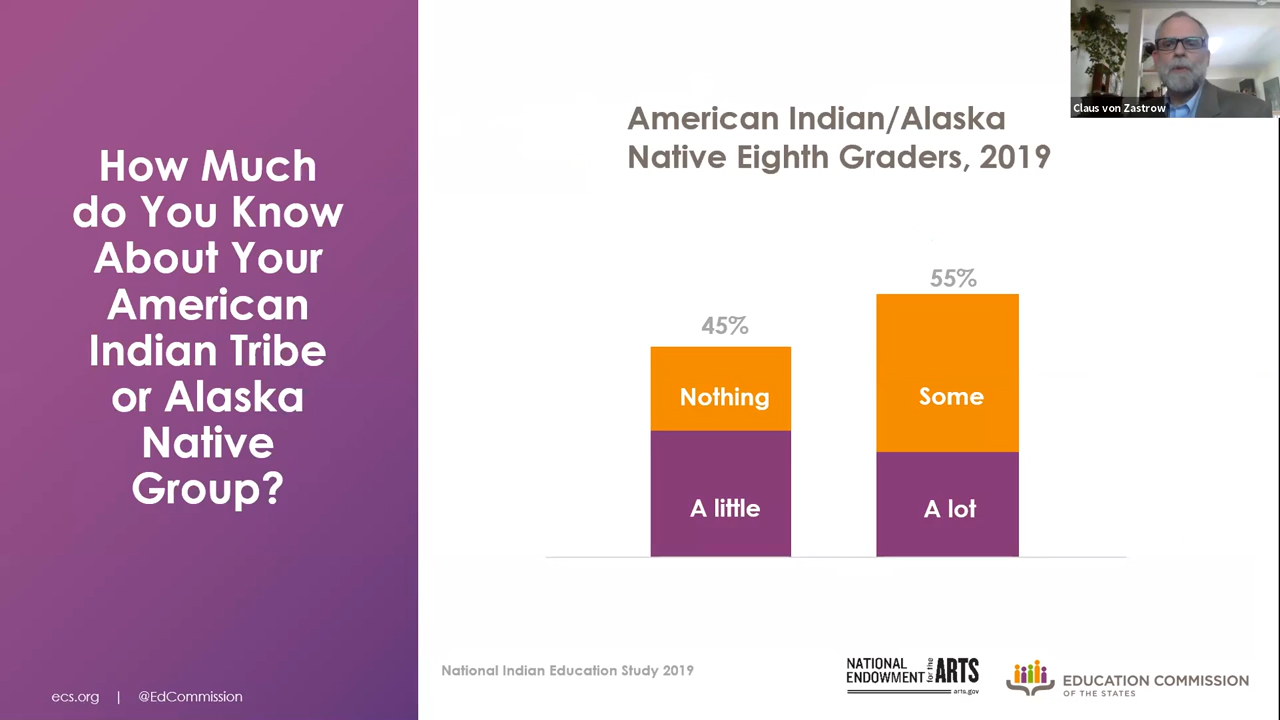 How Much
do You Know
About Your
American
Indian Tribe
or Alaska
Native
Group?
ecs.org | @EdCommission
American Indian/Alaska
Native Eighth Graders, 2019
45%
Nothing
A little
55%
Some
A lot
National Indian Education Study 2019
NATIONAL
ENDOWMENT
for the
ARTS
arts.gov
EDUCATION COMMISSION
OF THE STATES
Claus von Zastrow